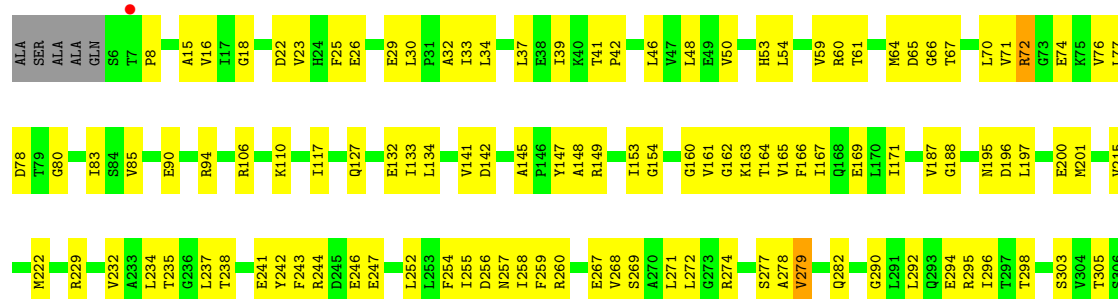 ALA SER ALA ALA GLN S6 T7 P8 A15 V16 I17 G18 D22 V23 H24 F25 E26 E29 L30 P31 A32 I33 L34 L37 E38 I39 K40 T41 P42 L46 V47 L48 E49 V50 H53 L54 V59 R60 T61 M64 D65 G66 T67 L70 V71 R72 G73 E74 K75 V76 L77
D78 T79 G80 I83 S84 V85 E90 R94 R106 K110 I117 Q127 E132 I133 L134 V141 D142 A145 P146 Y147 A148 R149 I153 G154 G160 V161 G162 K163 T164 V165 F166 I167 Q168 E169 L170 I171 V187 G188 N195 D196 L197 E200 M201 V215
M222 R229 V232 A233 L234 T235 G236 L237 T238 E241 Y242 F243 R244 D245 E246 E247 L252 L253 F254 I255 D256 N257 I258 F259 R260 E267 V268 S269 A270 L271 L272 G273 R274 S277 A278 V279 Q282 G290 L291 L292 Q293 E294 R295 I296 T297 T298 S303 V304 T305